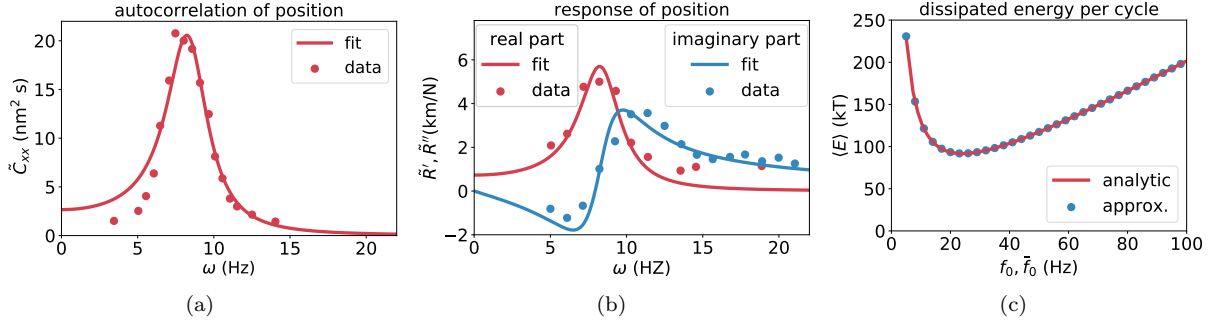 autocorrelation of position
20
15
10
5
0
C̃xx (nm² s)
fit
data
0 5 10 15 20
ω (Hz)
(a)
response of position
real part
fit
data
imaginary part
fit
data
6
4
2
0
−2
R̃′, R̃″(km/N)
0 5 10 15 20
ω (HZ)
(b)
dissipated energy per cycle
250
200
150
100
50
0
⟨E⟩ (kT)
analytic
approx.
0 20 40 60 80 100
f₀, f̄₀ (Hz)
(c)